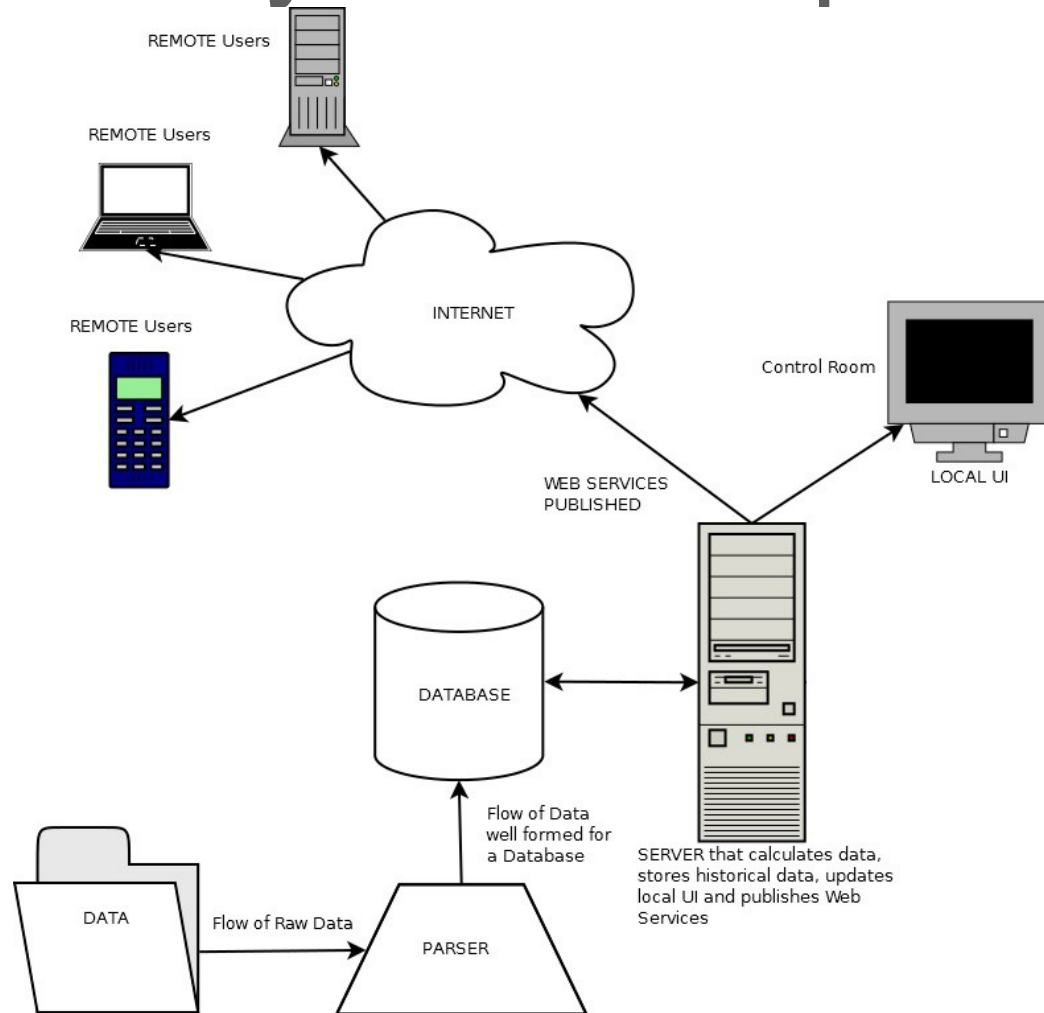 REMOTE Users
REMOTE Users
INTERNET
REMOTE Users
Control Room
LOCAL UI
WEB SERVICES
PUBLISHED
DATABASE
Flow of Data
well formed for
a Database
SERVER that calculates data,
stores historical data, updates
local UI and publishes Web
Services
DATA
Flow of Raw Data
PARSER